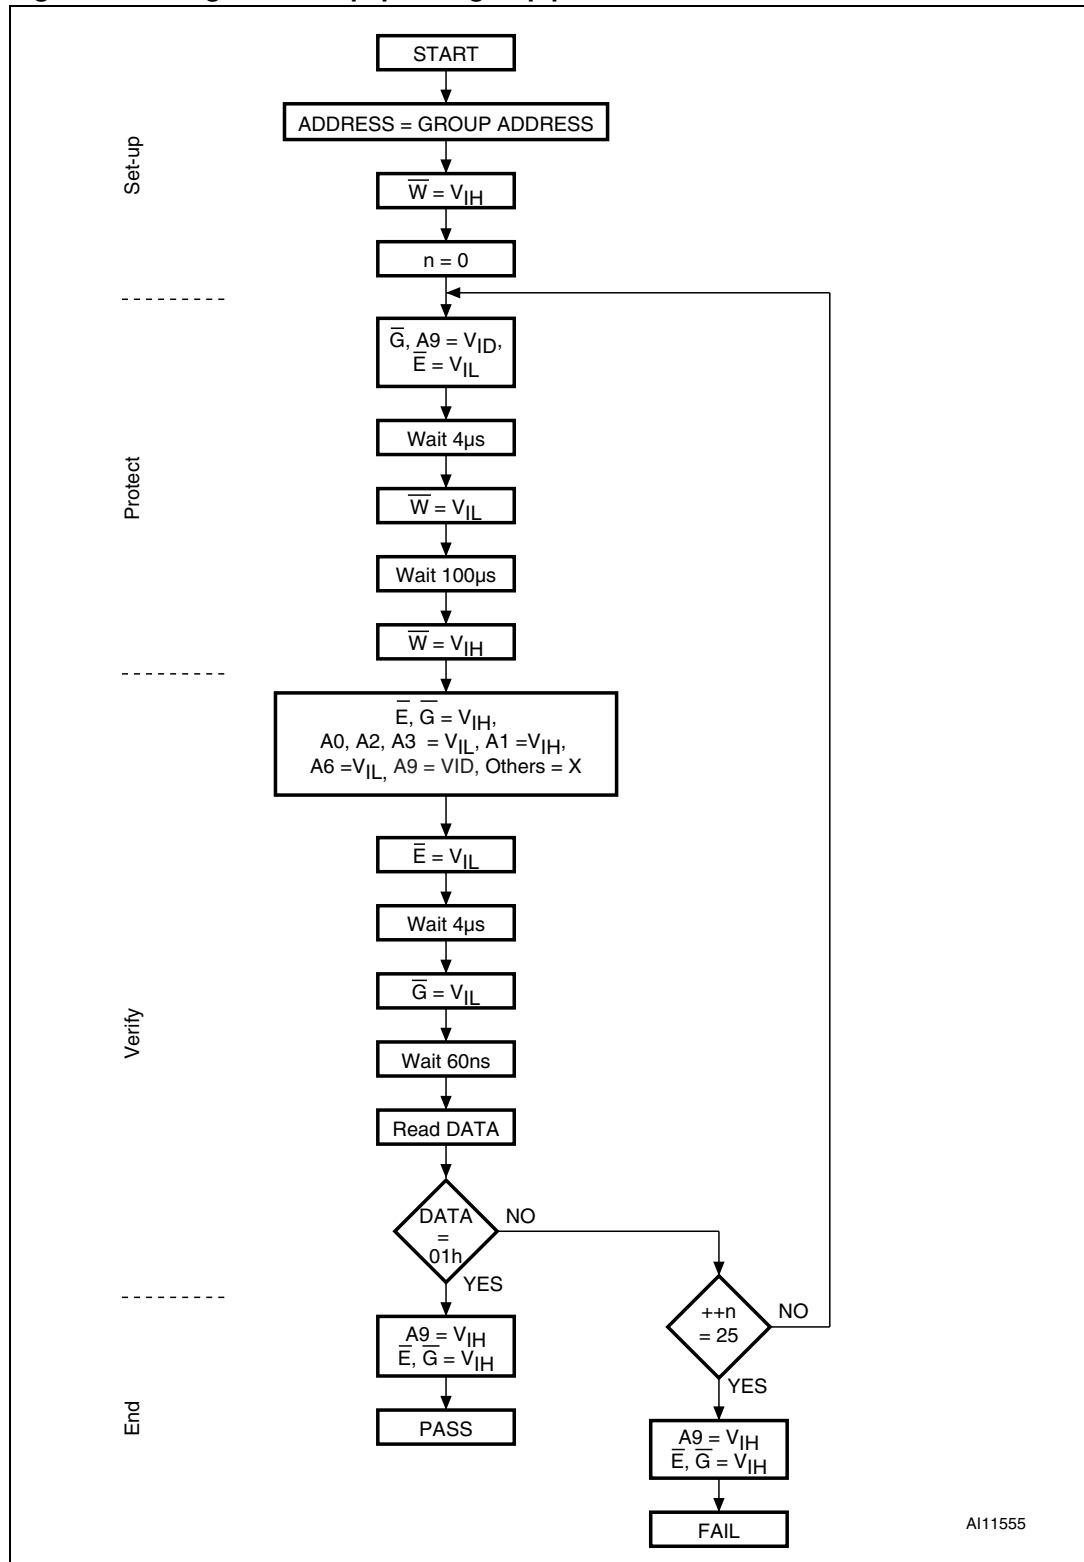 START
ADDRESS = GROUP ADDRESS
Set-up
W̅ = VIH
n = 0
G̅, A9 = VID,
E̅ = VIL
Wait 4µs
Protect
W̅ = VIL
Wait 100µs
W̅ = VIH
E̅, G̅ = VIH,
A0, A2, A3 = VIL, A1 =VIH,
A6 =VIL, A9 = VID, Others = X
E̅ = VIL
Wait 4µs
G̅ = VIL
Verify
Wait 60ns
Read DATA
DATA
=
01h
NO
YES
++n
= 25
NO
YES
A9 = VIH
E̅, G̅ = VIH
End
PASS
A9 = VIH
E̅, G̅ = VIH
FAIL
AI11555